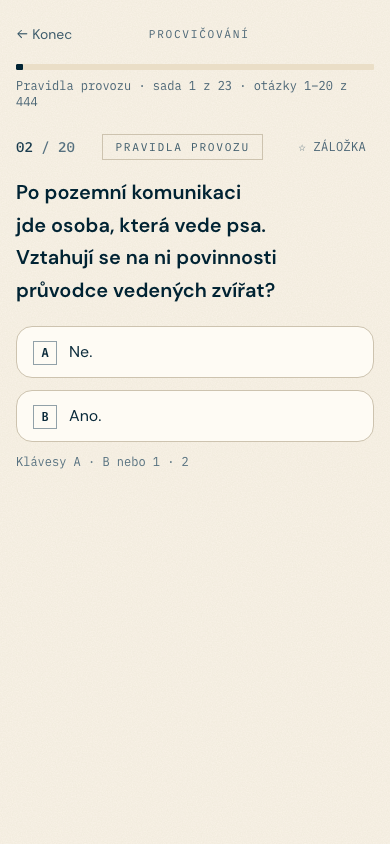 ← Konec
PROCVIČOVÁNÍ
Pravidla provozu · sada 1 z 23 · otázky 1–20 z
444
02 / 20
PRAVIDLA PROVOZU
☆ ZÁLOŽKA
Po pozemní komunikaci
jde osoba, která vede psa.
Vztahují se na ni povinnosti
průvodce vedených zvířat?
A Ne.
B Ano.
Klávesy A · B nebo 1 · 2